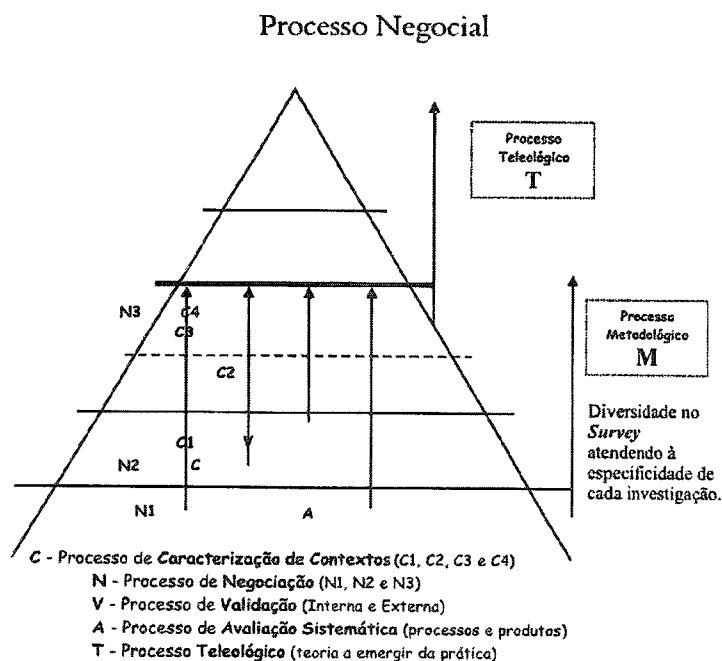 Processo Negocial
Processo
Teleológico
T
N3
C4
C3
Processo
Metodológico
M
C2
Diversidade no
Survey
atendendo à
especificidade de
cada investigação.
C1
V
N2
C
N1
A
C - Processo de Caracterização de Contextos (C1, C2, C3 e C4)
N - Processo de Negociação (N1, N2 e N3)
V - Processo de Validação (Interna e Externa)
A - Processo de Avaliação Sistemática (processos e produtos)
T - Processo Teleológico (teoria a emergir da prática)